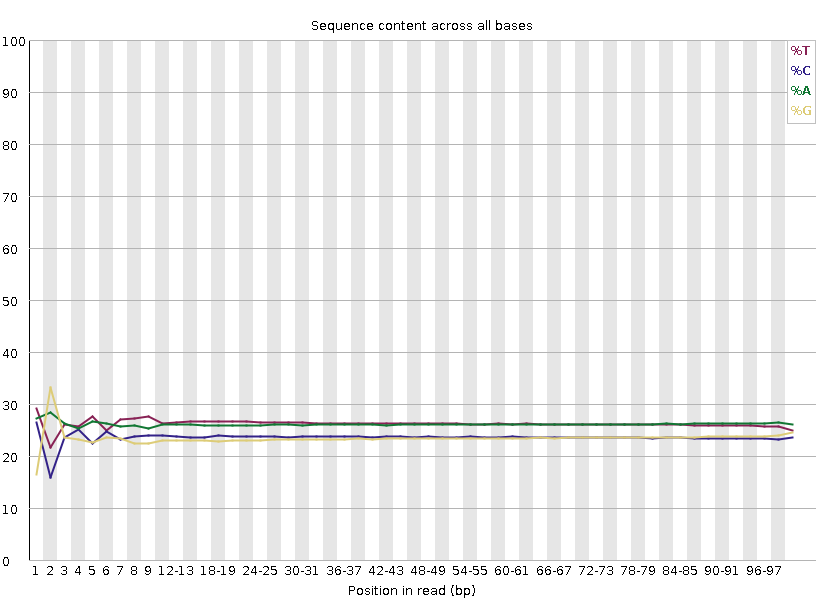 Sequence content across all bases
100
90
80
70
60
50
40
30
20
10
0
%T
%C
%A
%G
1 2 3 4 5 6 7 8 9 12-13 18-19 24-25 30-31 36-37 42-43 48-49 54-55 60-61 66-67 72-73 78-79 84-85 90-91 96-97
Position in read (bp)